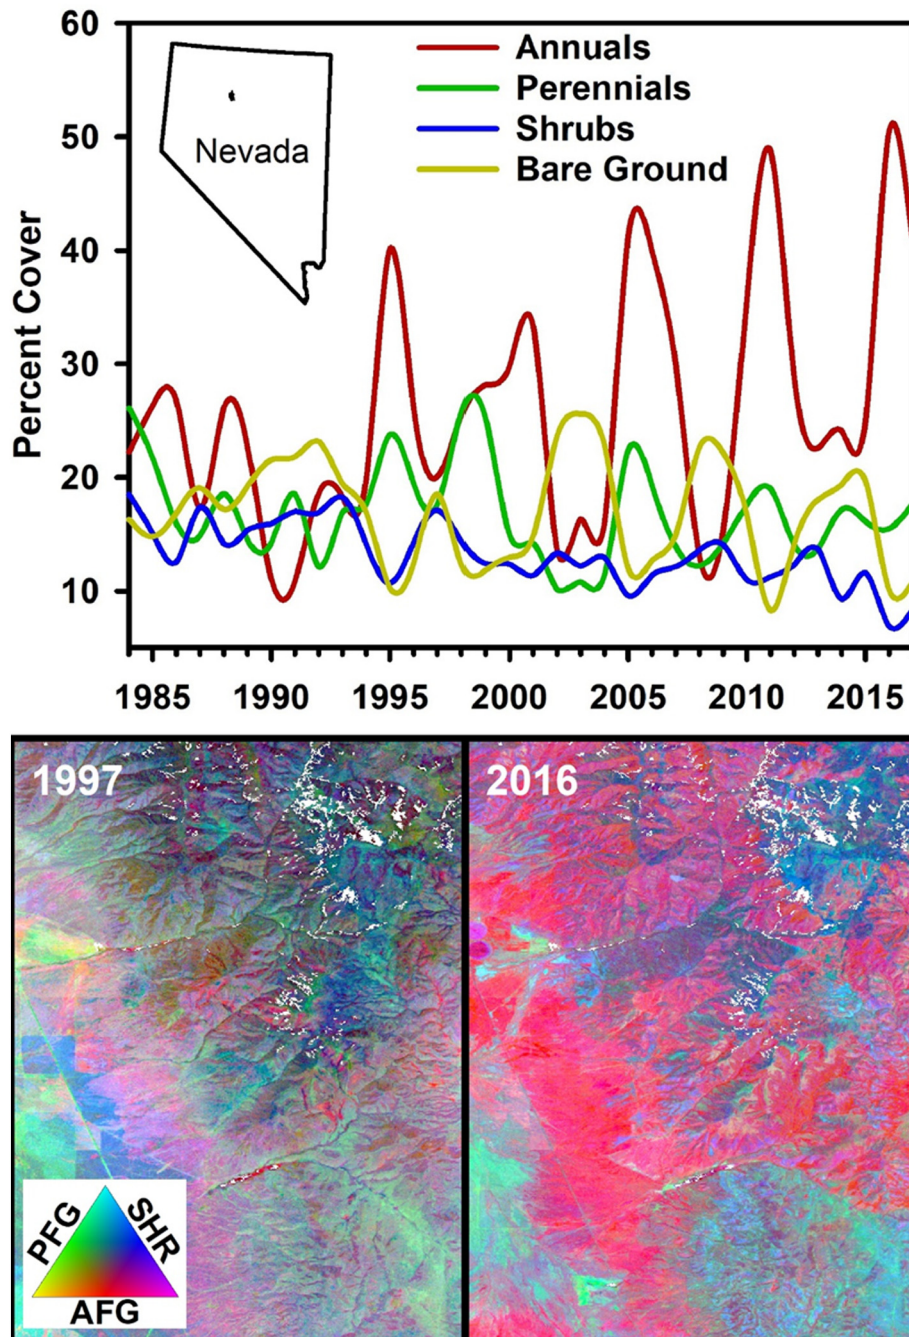 60
50
40
30
20
10
Percent Cover
Nevada
Annuals
Perennials
Shrubs
Bare Ground
1985 1990 1995 2000 2005 2010 2015
1997
2016
PFG
SHR
AFG